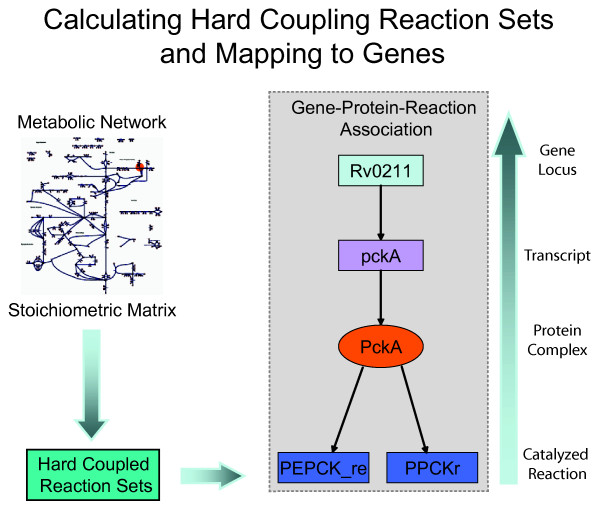 Calculating Hard Coupling Reaction Sets
and Mapping to Genes
Metabolic Network
Stoichiometric Matrix
Hard Coupled
Reaction Sets
Gene-Protein-Reaction
Association
Rv0211
pckA
PckA
PEPCK_re
PPCKr
Gene
Locus
Transcript
Protein
Complex
Catalyzed
Reaction